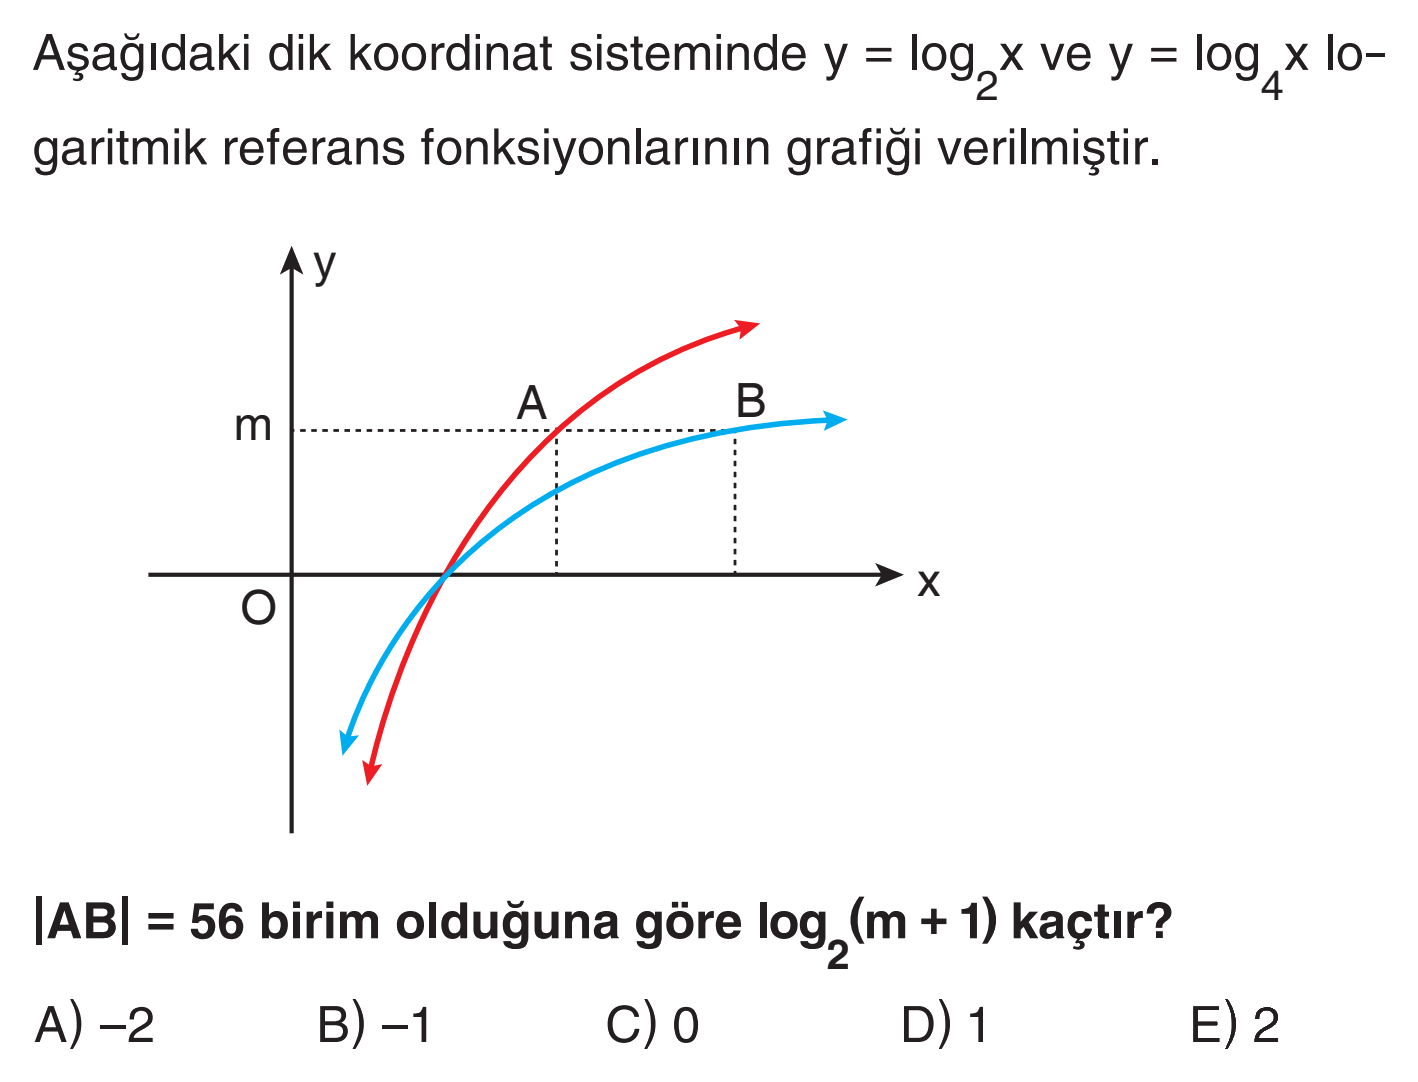 Aşağıdaki dik koordinat sisteminde y = log₂x ve y = log₄x lo-
garitmik referans fonksiyonlarının grafiği verilmiştir.
y
A
B
m
x
O
|AB| = 56 birim olduğuna göre log₂(m + 1) kaçtır?
A) –2 B) –1 C) 0 D) 1 E) 2